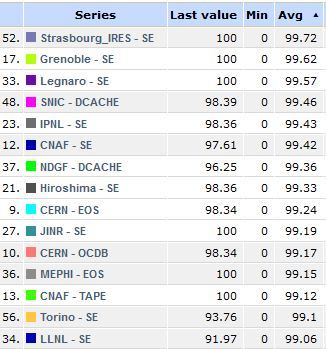 Series Last value Min Avg ▲
52. Strasbourg_IRES - SE 100 0 99.72
17. Grenoble - SE 100 0 99.62
33. Legnaro - SE 100 0 99.57
48. SNIC - DCACHE 98.39 0 99.46
23. IPNL - SE 98.36 0 99.43
12. CNAF - SE 97.61 0 99.42
37. NDGF - DCACHE 96.25 0 99.36
21. Hiroshima - SE 98.36 0 99.33
9. CERN - EOS 98.34 0 99.24
27. JINR - SE 100 0 99.19
10. CERN - OCDB 98.34 0 99.17
36. MEPHI - EOS 100 0 99.15
13. CNAF - TAPE 100 0 99.12
56. Torino - SE 93.76 0 99.1
34. LLNL - SE 91.97 0 99.06